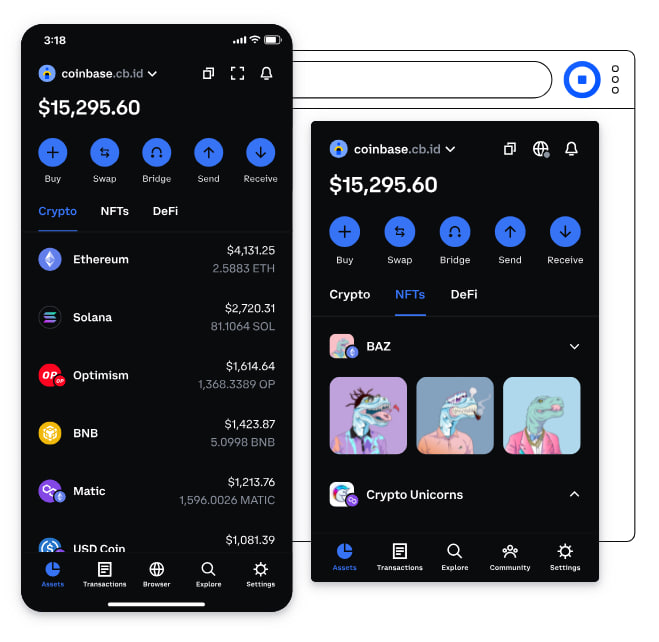 3:18
coinbase.cb.id
$15,295.60
Buy Swap Bridge Send Receive
Crypto NFTs DeFi
Ethereum $4,131.25
2.5883 ETH
Solana $2,720.31
81.1064 SOL
OP OP Optimism $1,614.64
1,368.3389 OP
BNB $1,423.87
5.0998 BNB
Matic $1,213.76
1,596.0026 MATIC
USD Coin $1,081.39
Assets Transactions Browser Explore Settings
coinbase.cb.id
$15,295.60
Buy Swap Bridge Send Receive
Crypto NFTs DeFi
BAZ
Crypto Unicorns
Assets Transactions Explore Community Settings